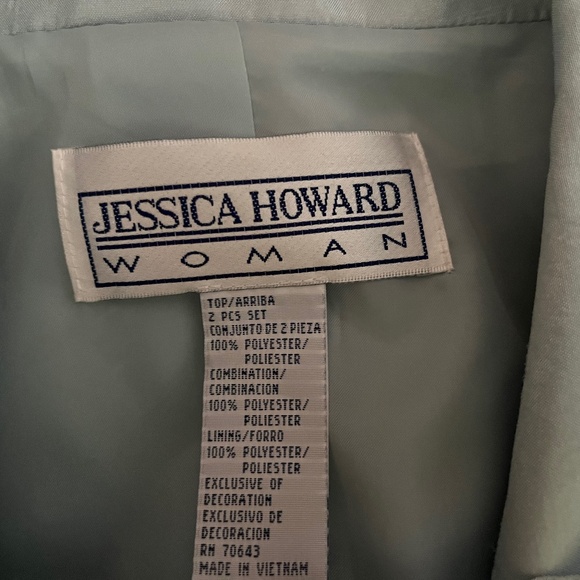 JESSICA HOWARD
WOMAN
TOP/ARRIBA
2 PCS SET
CONJUNTO DE 2 PIEZA
100% POLYESTER/
POLIESTER
COMBINATION/
COMBINACION
100% POLYESTER/
POLIESTER
LINING/FORRO
100% POLYESTER/
POLIESTER
EXCLUSIVE OF
DECORATION
EXCLUSIVO DE
DECORACION
RN 70643
MADE IN VIETNAM